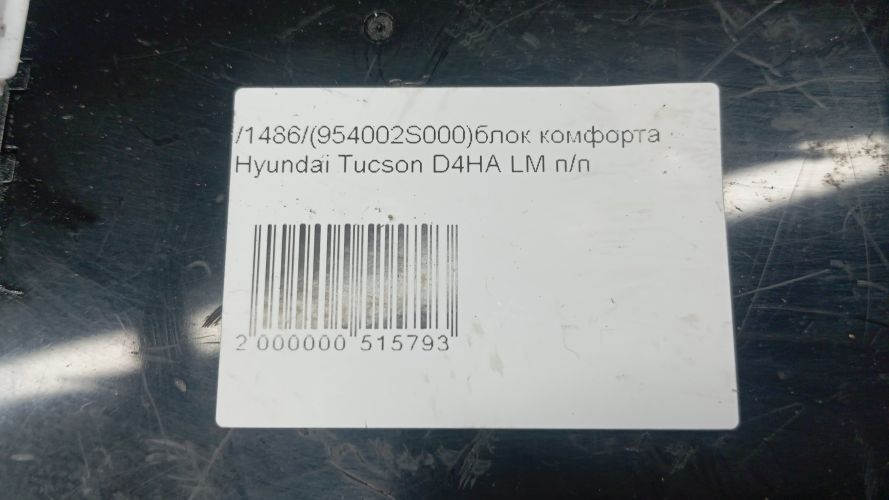 /1486/(954002S000)блок комфорта
Hyundai Tucson D4HA LM п/п
2 000000 515793